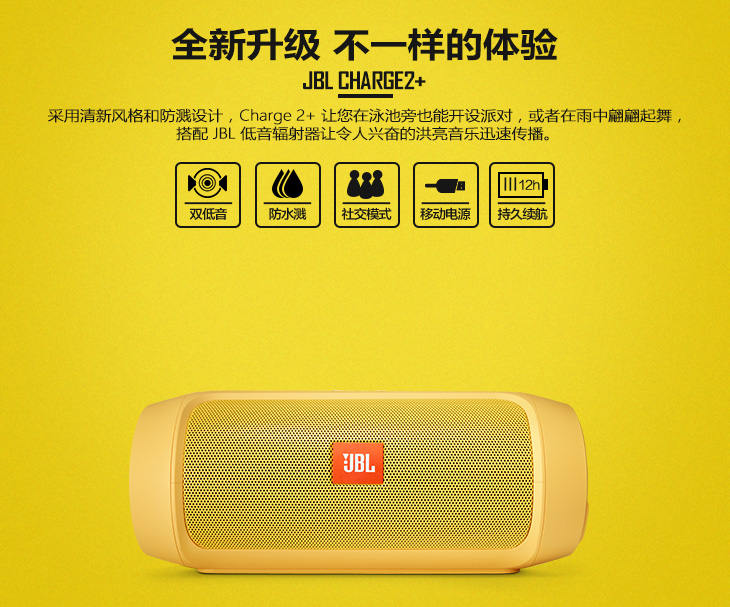 全新升级 不一样的体验
JBL CHARGE2+
采用清新风格和防溅设计，Charge 2+ 让您在泳池旁也能开设派对，或者在雨中翩翩起舞，
搭配 JBL 低音辐射器让令人兴奋的洪亮音乐迅速传播。
12h
双低音 防水溅 社交模式 移动电源 持久续航
JBL